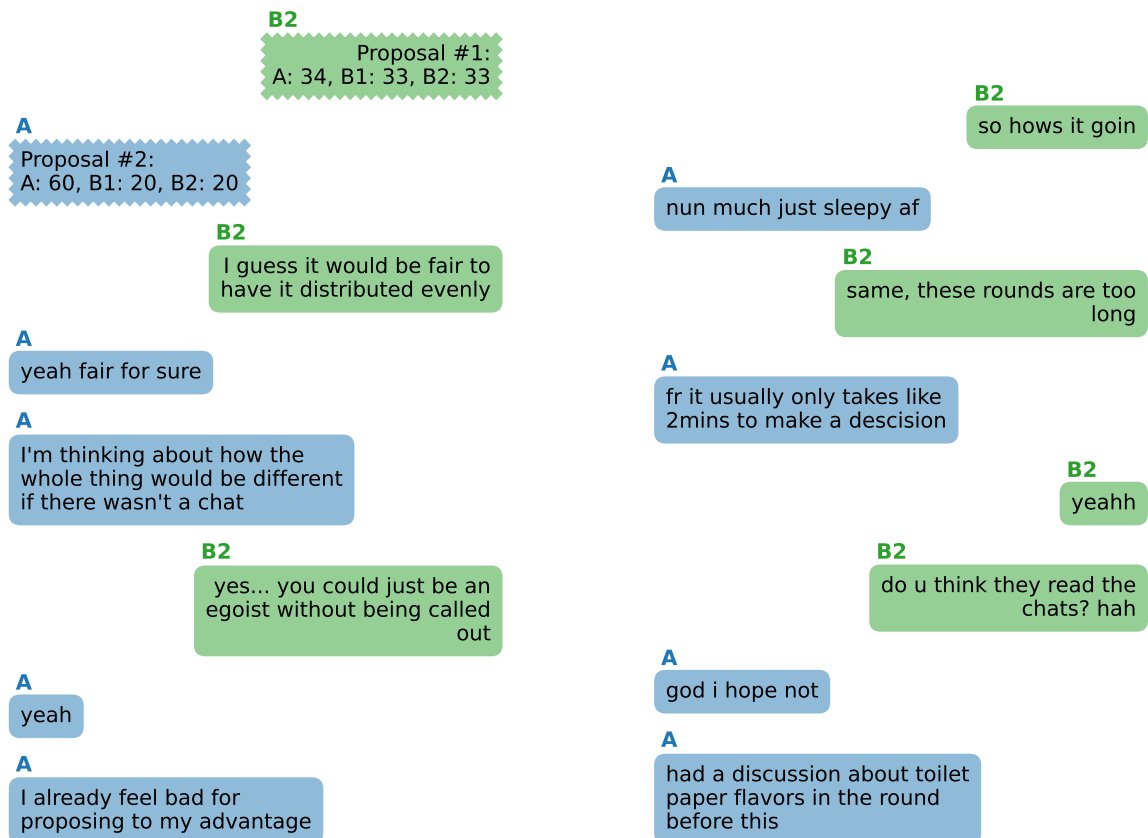 B2
Proposal #1:
A: 34, B1: 33, B2: 33
A
Proposal #2:
A: 60, B1: 20, B2: 20
B2
I guess it would be fair to
have it distributed evenly
A
yeah fair for sure
A
I'm thinking about how the
whole thing would be different
if there wasn't a chat
B2
yes... you could just be an
egoist without being called
out
A
yeah
A
I already feel bad for
proposing to my advantage
B2
so hows it goin
A
nun much just sleepy af
B2
same, these rounds are too
long
A
fr it usually only takes like
2mins to make a descision
B2
yeahh
B2
do u think they read the
chats? hah
A
god i hope not
A
had a discussion about toilet
paper flavors in the round
before this